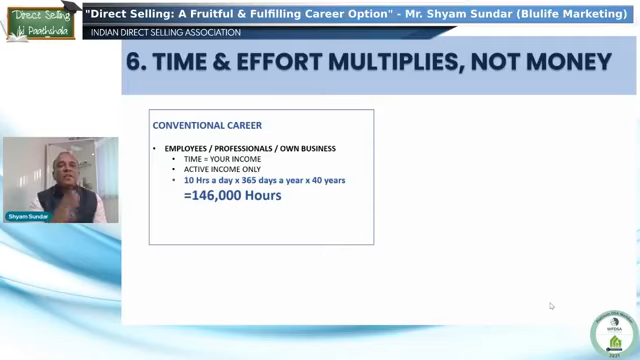 Direct Selling
Ki Paathshala
"Direct Selling: A Fruitful & Fulfilling Career Option" - Mr. Shyam Sundar (Blulife Marketing)
INDIAN DIRECT SELLING ASSOCIATION
6. TIME & EFFORT MULTIPLIES, NOT MONEY
CONVENTIONAL CAREER
• EMPLOYEES / PROFESSIONALS / OWN BUSINESS
• TIME = YOUR INCOME
• ACTIVE INCOME ONLY
• 10 Hrs a day x 365 days a year x 40 years
=146,000 Hours
Shyam Sundar
2021